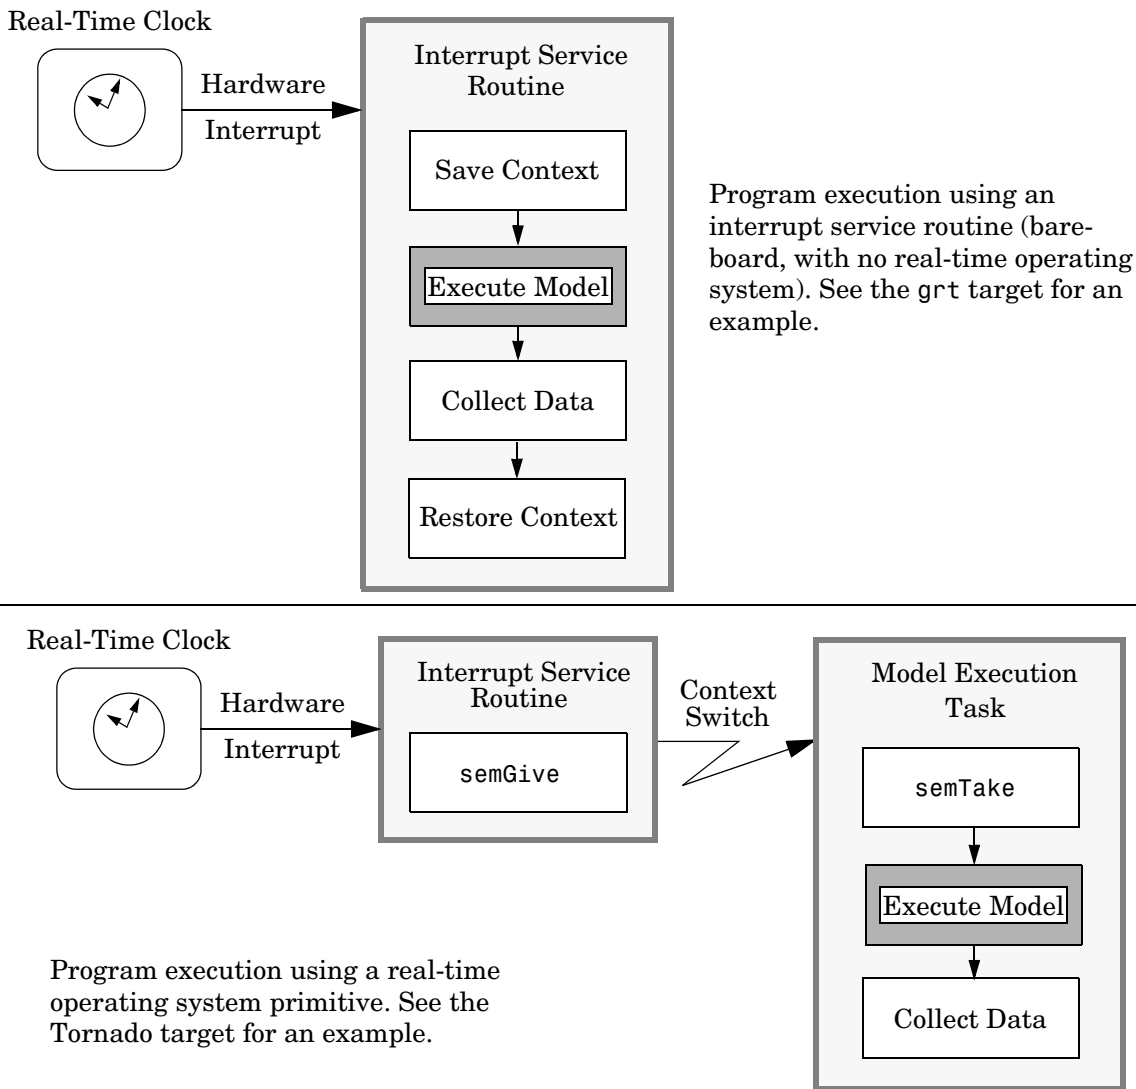 Real-Time Clock
Hardware
Interrupt
Interrupt Service
Routine
Save Context
Execute Model
Collect Data
Restore Context
Program execution using an
interrupt service routine (bare-
board, with no real-time operating
system). See the grt target for an
example.
Real-Time Clock
Hardware
Interrupt
Interrupt Service
Routine
semGive
Context
Switch
Model Execution
Task
semTake
Execute Model
Collect Data
Program execution using a real-time
operating system primitive. See the
Tornado target for an example.